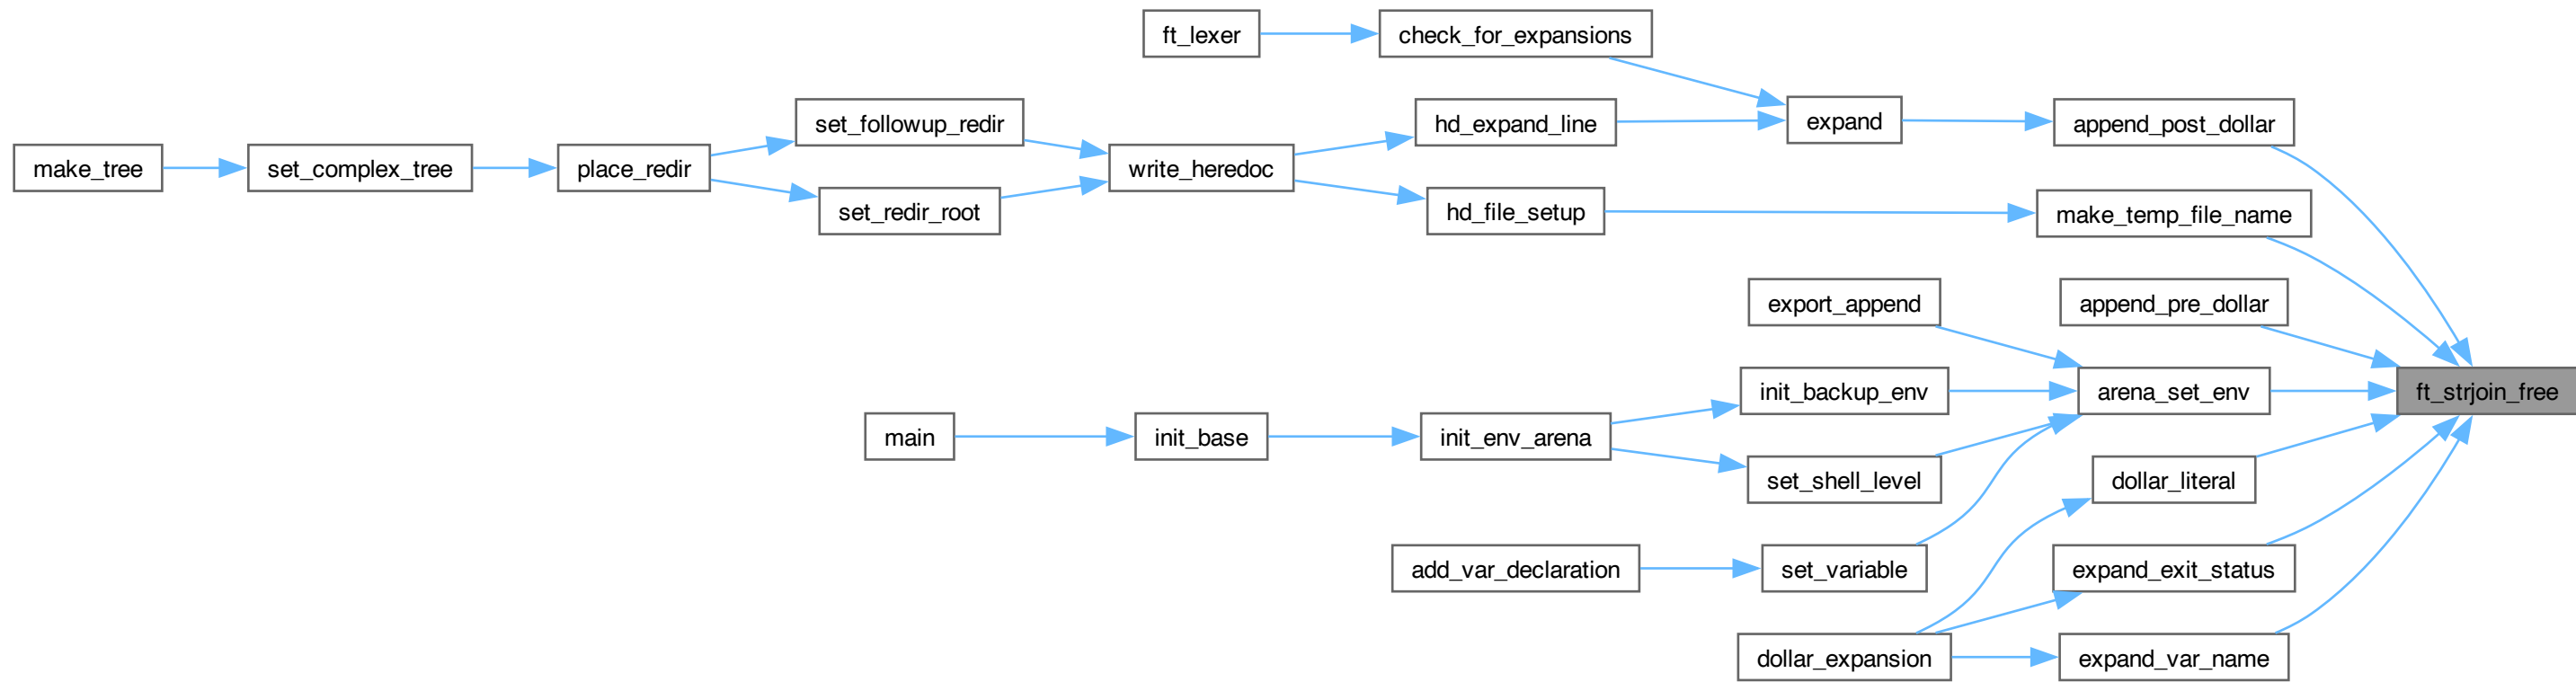 ft_lexer
check_for_expansions
set_followup_redir
hd_expand_line
expand
append_post_dollar
make_tree
set_complex_tree
place_redir
write_heredoc
set_redir_root
hd_file_setup
make_temp_file_name
export_append
append_pre_dollar
init_backup_env
arena_set_env
ft_strjoin_free
main
init_base
init_env_arena
set_shell_level
dollar_literal
add_var_declaration
set_variable
expand_exit_status
dollar_expansion
expand_var_name